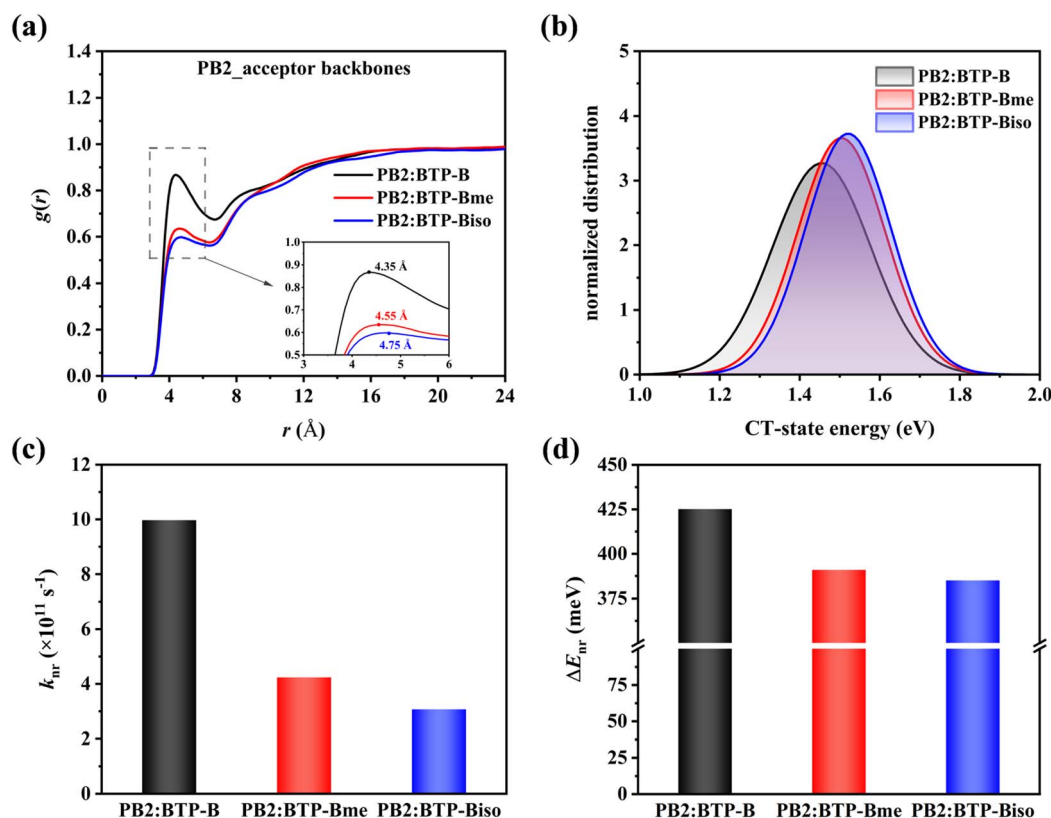 (a)
PB2_acceptor backbones
1.4
1.2
1.0
0.8
0.6
0.4
0.2
0.0
g(r)
PB2:BTP-B
PB2:BTP-Bme
PB2:BTP-Biso
1.0
0.9
0.8
0.7
0.6
0.5
4.35 Å
4.55 Å
4.75 Å
3 4 5 6
0 4 8 12 16 20 24
r (Å)
(b)
5
4
3
2
1
0
normalized distribution
PB2:BTP-B
PB2:BTP-Bme
PB2:BTP-Biso
1.0 1.2 1.4 1.6 1.8 2.0
CT-state energy (eV)
(c)
12
10
8
6
4
2
0
knr (×10¹¹ s⁻¹)
PB2:BTP-B PB2:BTP-Bme PB2:BTP-Biso
(d)
450
425
400
375
75
50
25
0
ΔEnr (meV)
PB2:BTP-B PB2:BTP-Bme PB2:BTP-Biso